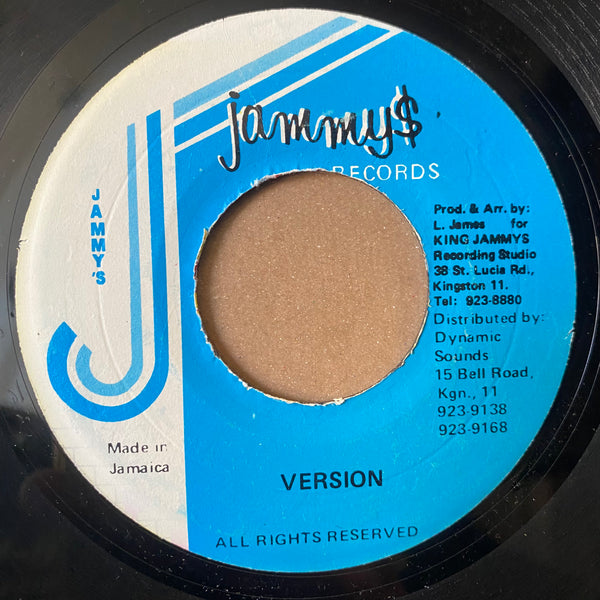 jammy$
RECORDS
JAMMY'S
Prod. & Arr. by:
L. James for
KING JAMMYS
Recording Studio
38 St. Lucia Rd.,
Kingston 11.
Tel: 923-8880
Distributed by:
Dynamic
Sounds
15 Bell Road,
Kgn., 11
923-9138
923-9168
Made in
Jamaica
VERSION
ALL RIGHTS RESERVED